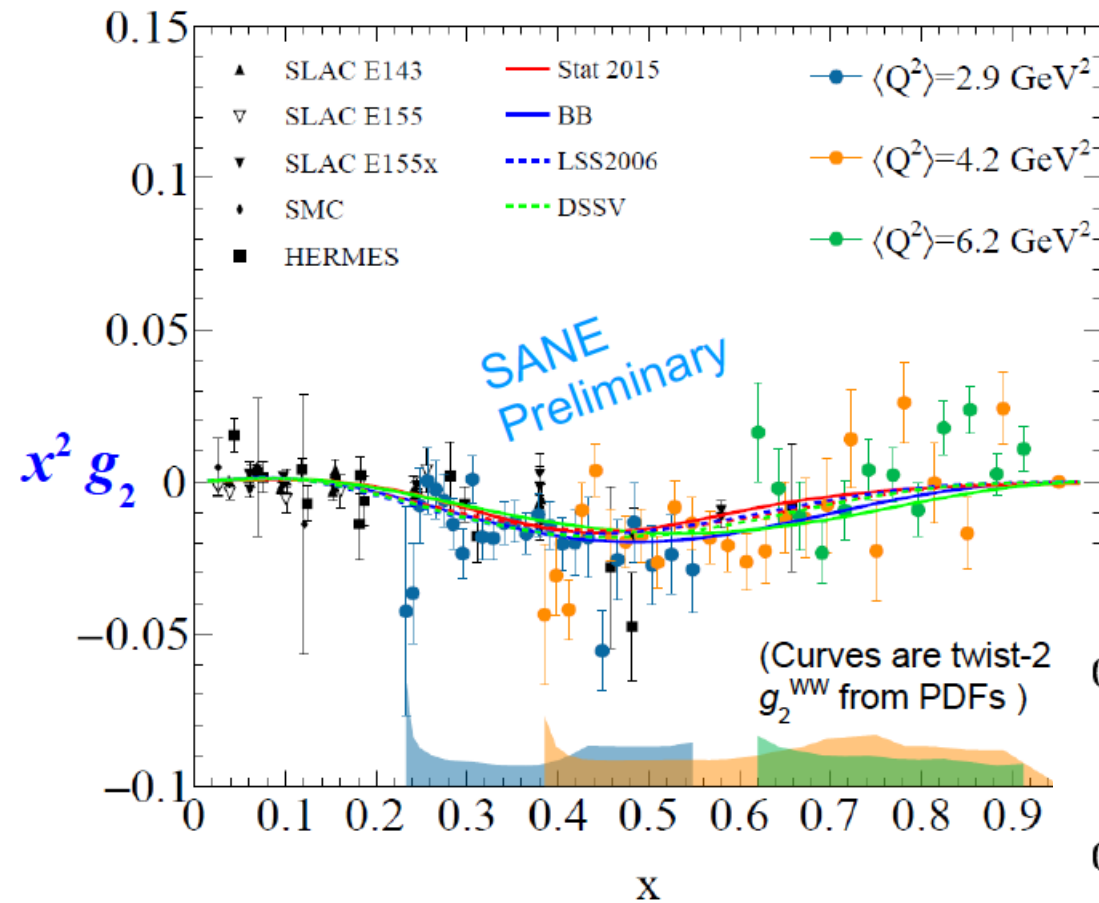 0.15
SLAC E143
SLAC E155
SLAC E155x
SMC
HERMES
Stat 2015
BB
LSS2006
DSSV
⟨Q²⟩=2.9 GeV²
⟨Q²⟩=4.2 GeV²
⟨Q²⟩=6.2 GeV²
0.1
0.05
SANE
Preliminary
x² g₂
0
−0.05
(Curves are twist-2
g₂ᵂᵂ from PDFs )
−0.1
0 0.1 0.2 0.3 0.4 0.5 0.6 0.7 0.8 0.9
x